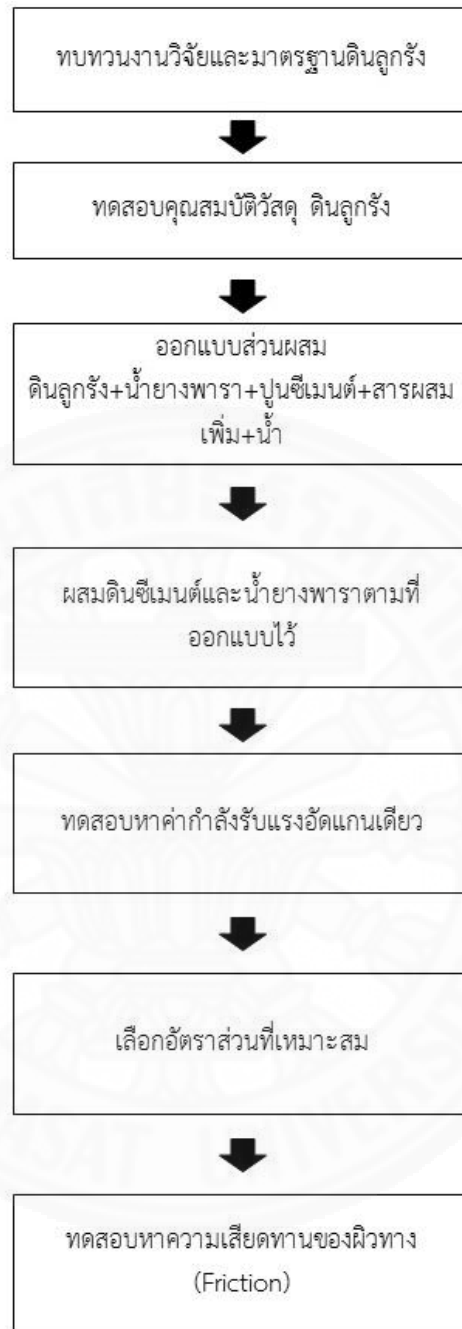 ทบทวนงานวิจัยและมาตรฐานดินลูกรัง
ทดสอบคุณสมบัติวัสดุ ดินลูกรัง
ออกแบบส่วนผสม
ดินลูกรัง+น้ำยางพารา+ปูนซีเมนต์+สารผสม
เพิ่ม+น้ำ
ผสมดินซีเมนต์และน้ำยางพาราตามที่
ออกแบบไว้
ทดสอบหาค่ากำลังรับแรงอัดแกนเดียว
เลือกอัตราส่วนที่เหมาะสม
ทดสอบหาความเสียดทานของผิวทาง
(Friction)